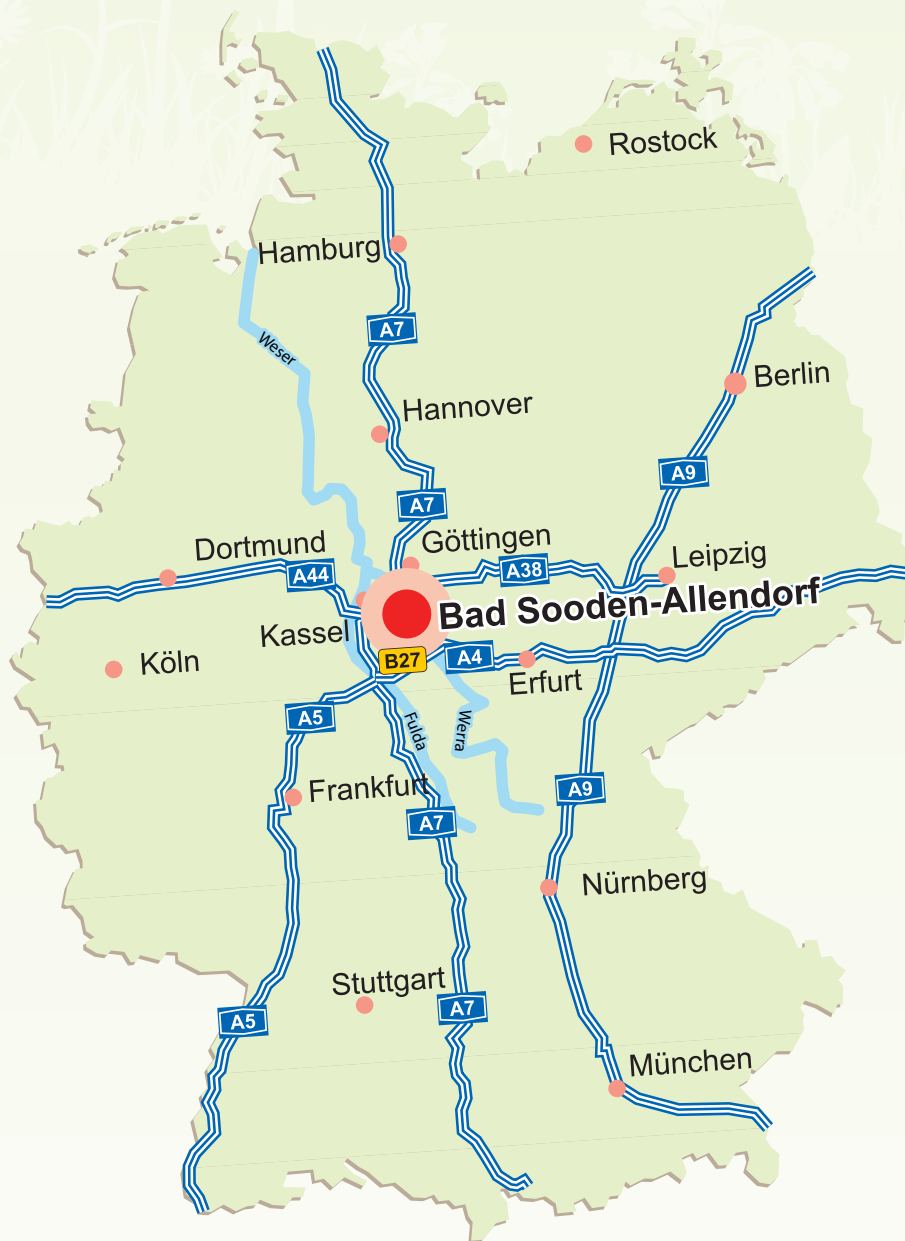 Rostock
Hamburg
A7
Weser
Berlin
Hannover
A9
A7
Göttingen
Dortmund
A44
A38
Leipzig
Bad Sooden-Allendorf
Kassel
Köln
B27
A4
Erfurt
A5
Fulda
Werra
Frankfurt
A9
A7
Nürnberg
Stuttgart
A7
A5
München